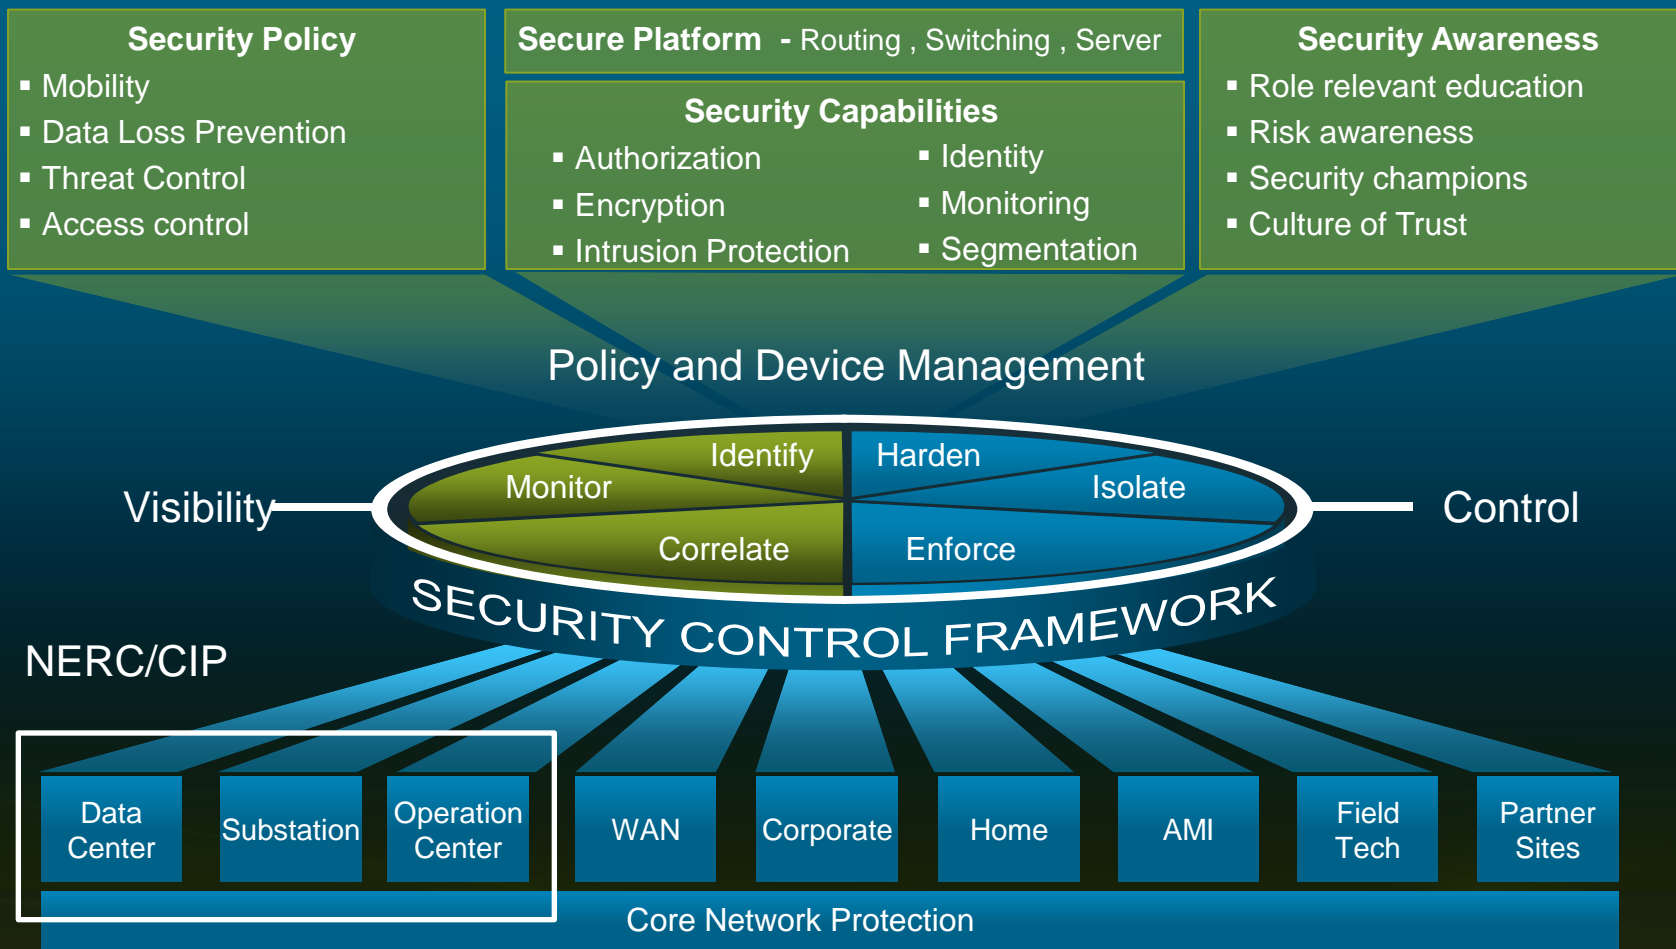 Security Policy
▪ Mobility
▪ Data Loss Prevention
▪ Threat Control
▪ Access control
Secure Platform - Routing , Switching , Server
Security Capabilities
▪ Authorization
▪ Encryption
▪ Intrusion Protection
▪ Identity
▪ Monitoring
▪ Segmentation
Security Awareness
▪ Role relevant education
▪ Risk awareness
▪ Security champions
▪ Culture of Trust
Policy and Device Management
Visibility
Identify
Monitor
Correlate
Harden
Isolate
Enforce
Control
SECURITY CONTROL FRAMEWORK
NERC/CIP
Data
Center
Substation
Operation
Center
WAN
Corporate
Home
AMI
Field
Tech
Partner
Sites
Core Network Protection